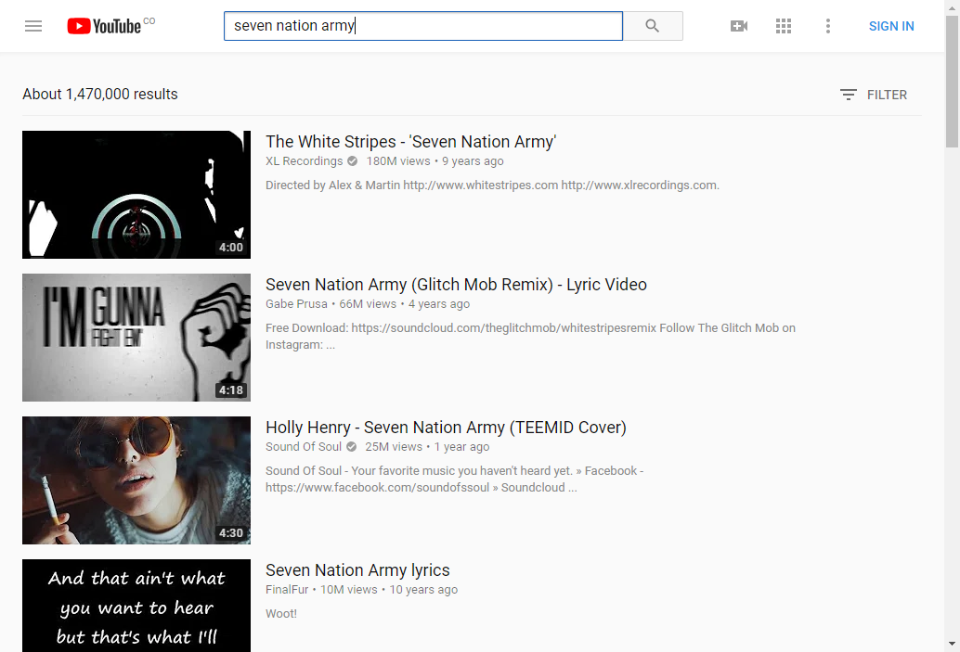 YouTube CO
seven nation army
SIGN IN
About 1,470,000 results
FILTER
The White Stripes - 'Seven Nation Army'
XL Recordings 180M views • 9 years ago
Directed by Alex & Martin http://www.whitestripes.com http://www.xlrecordings.com.
4:00
Seven Nation Army (Glitch Mob Remix) - Lyric Video
Gabe Prusa • 66M views • 4 years ago
Free Download: https://soundcloud.com/theglitchmob/whitestripesremix Follow The Glitch Mob on
Instagram: ...
I'M GUNNA
FIGHT EM'
4:18
Holly Henry - Seven Nation Army (TEEMID Cover)
Sound Of Soul 25M views • 1 year ago
Sound Of Soul - Your favorite music you haven't heard yet. » Facebook -
https://www.facebook.com/soundofssoul » Soundcloud ...
4:30
Seven Nation Army lyrics
FinalFur • 10M views • 10 years ago
Woot!
And that ain't what
you want to hear
but that's what I'll